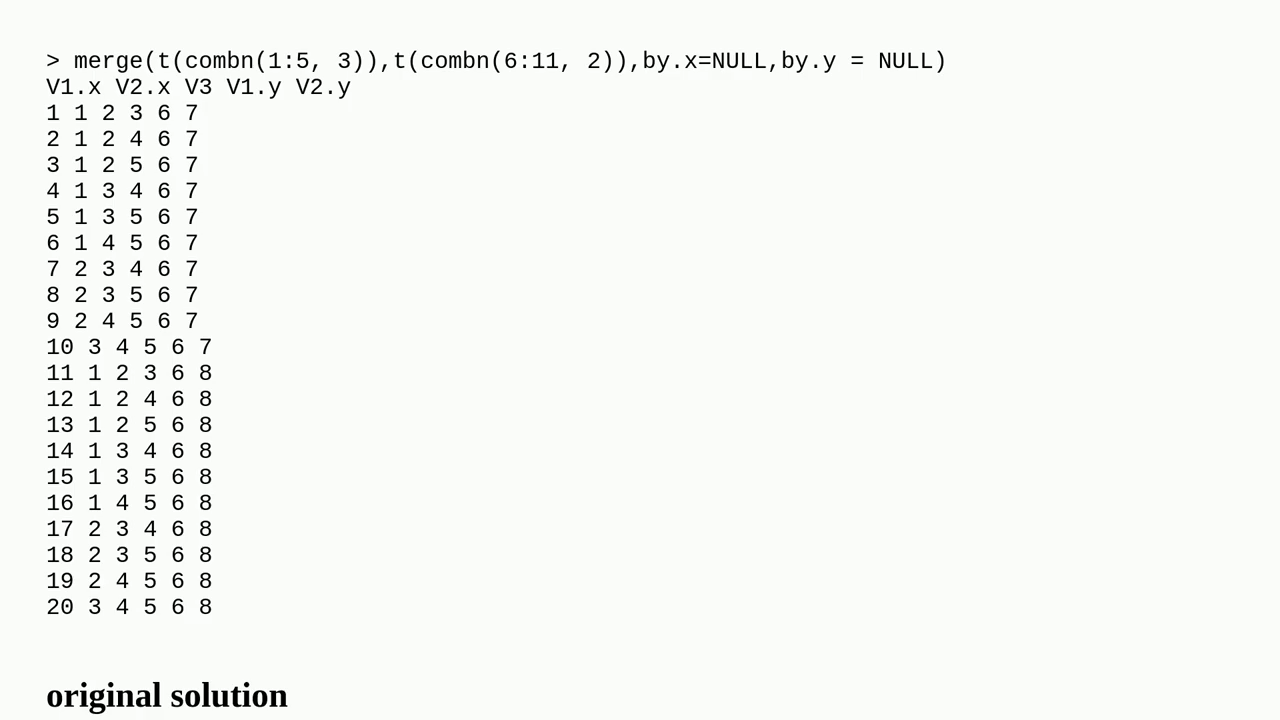 > merge(t(combn(1:5, 3)),t(combn(6:11, 2)),by.x=NULL,by.y = NULL)
V1.x V2.x V3 V1.y V2.y
1 1 2 3 6 7
2 1 2 4 6 7
3 1 2 5 6 7
4 1 3 4 6 7
5 1 3 5 6 7
6 1 4 5 6 7
7 2 3 4 6 7
8 2 3 5 6 7
9 2 4 5 6 7
10 3 4 5 6 7
11 1 2 3 6 8
12 1 2 4 6 8
13 1 2 5 6 8
14 1 3 4 6 8
15 1 3 5 6 8
16 1 4 5 6 8
17 2 3 4 6 8
18 2 3 5 6 8
19 2 4 5 6 8
20 3 4 5 6 8
original solution